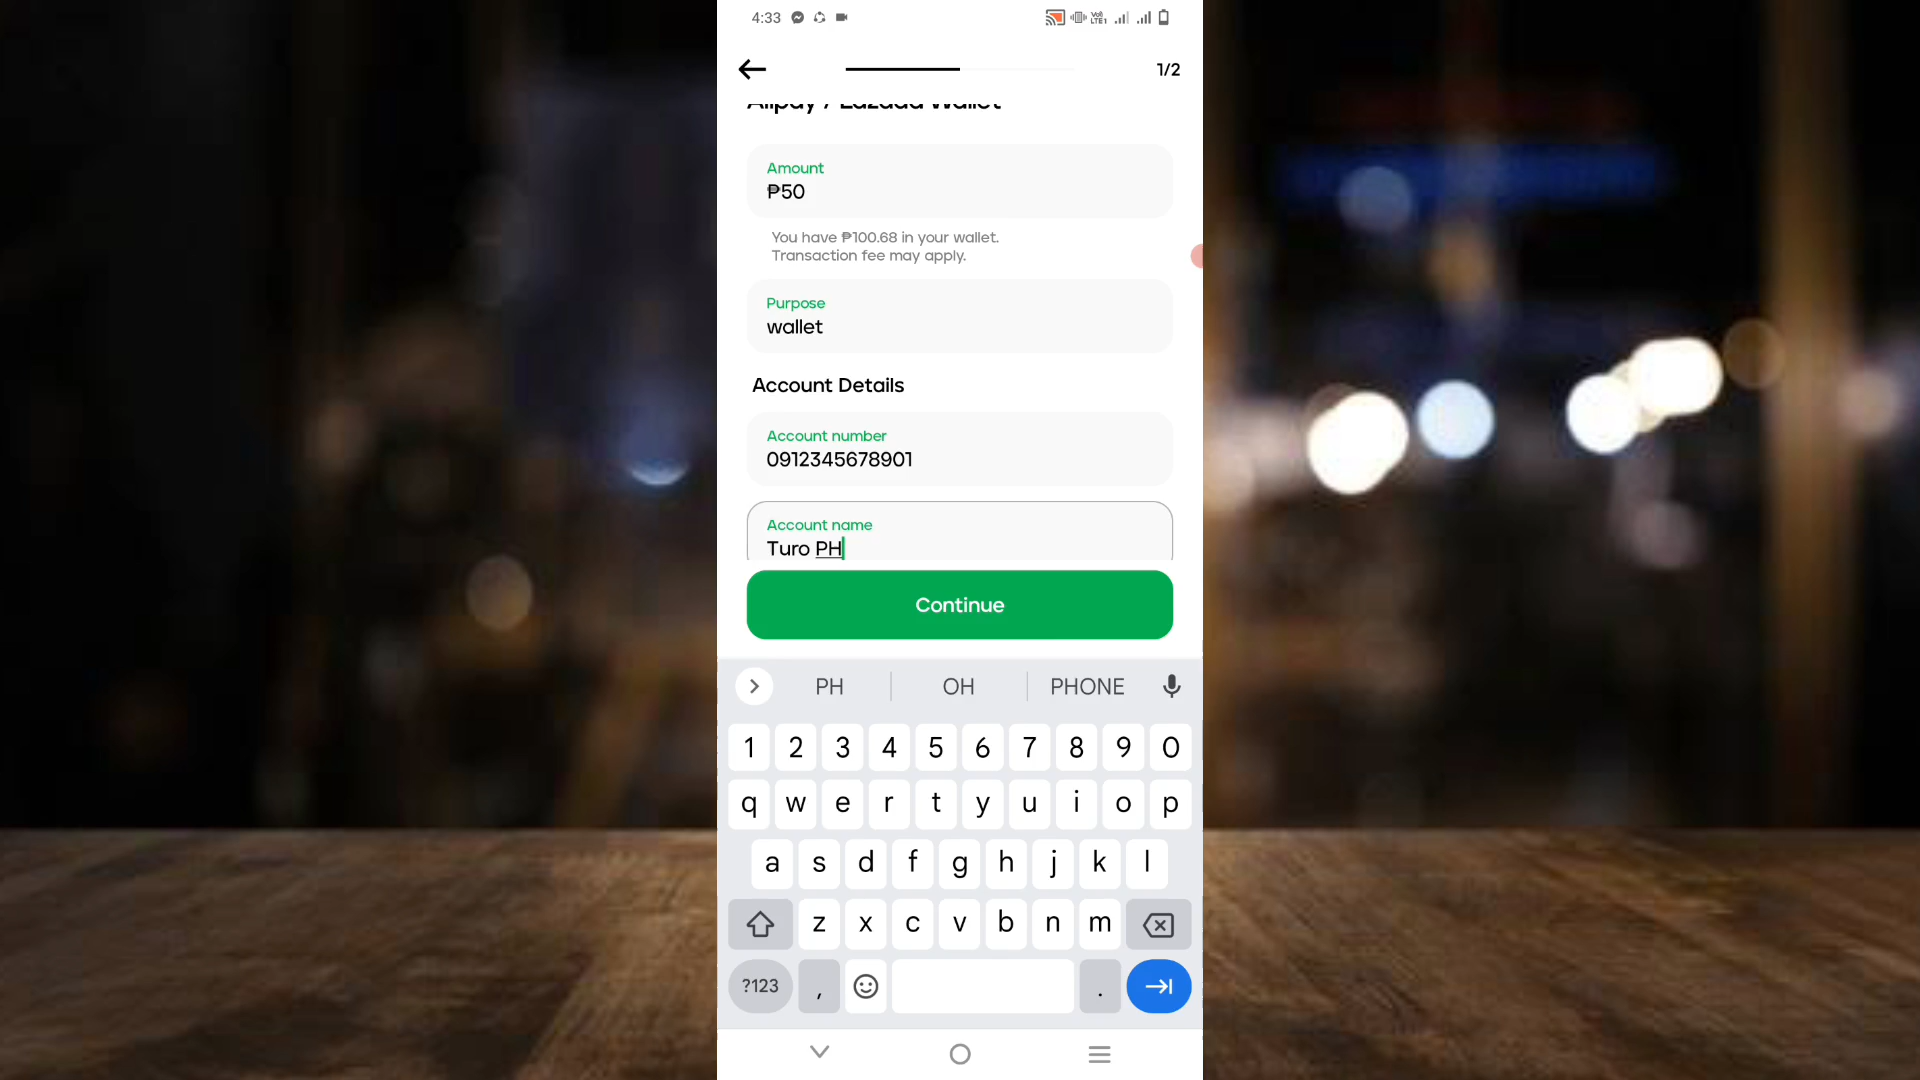 4:33
1/2
Alipay / Lazada Wallet
Amount
₱50
You have ₱100.68 in your wallet.
Transaction fee may apply.
Purpose
wallet
Account Details
Account number
0912345678901
Account name
Turo PH
Continue
PH OH PHONE
1 2 3 4 5 6 7 8 9 0
q w e r t y u i o p
a s d f g h j k l
z x c v b n m
?123 , .